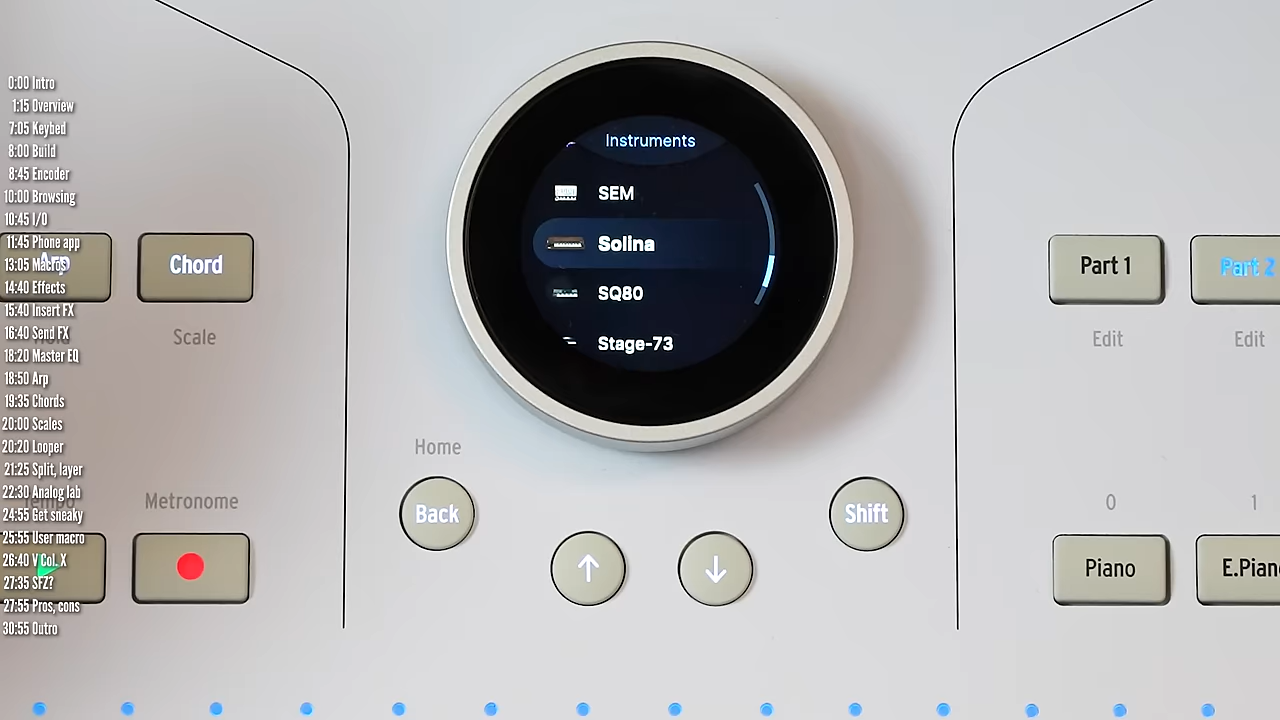 0:00 Intro
1:15 Overview
7:05 Keybed
8:00 Build
8:45 Encoder
10:00 Browsing
10:45 I/O
11:45 Phone app
13:05 Macros
14:40 Effects
15:40 Insert FX
16:40 Send FX
18:20 Master EQ
18:50 Arp
19:35 Chords
20:00 Scales
20:20 Looper
21:25 Split, layer
22:30 Analog lab
24:55 Get sneaky
25:55 User macro
26:40 V Col. X
27:35 SFZ?
27:55 Pros, cons
30:55 Outro
Arp
Chord
Scale
Metronome
Instruments
SEM
Solina
SQ80
Stage-73
Home
Back
Shift
Part 1
Part 2
Edit
Edit
0
1
Piano
E.Pian